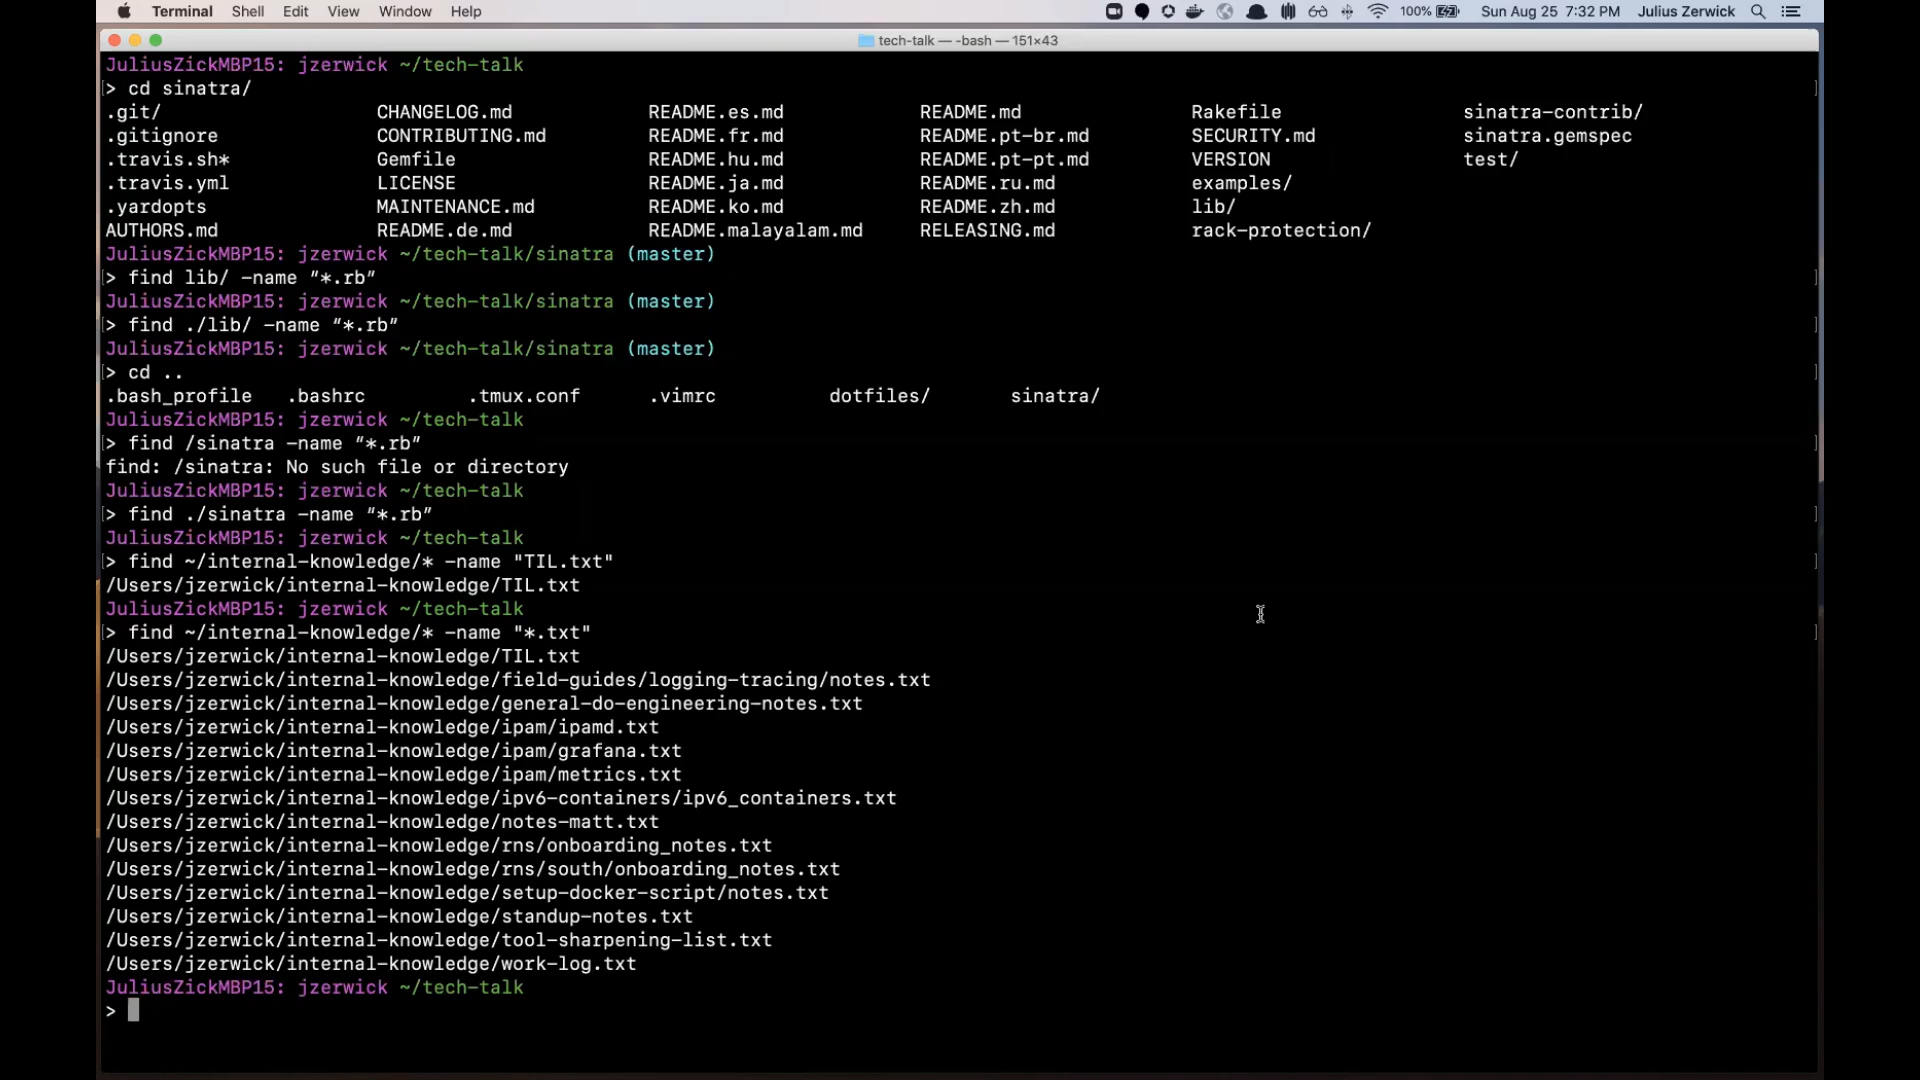 Terminal Shell Edit View Window Help 100% Sun Aug 25 7:32 PM Julius Zerwick
tech-talk — -bash — 151×43
JuliusZickMBP15: jzerwick ~/tech-talk
[> cd sinatra/ ]
.git/ CHANGELOG.md README.es.md README.md Rakefile sinatra-contrib/
.gitignore CONTRIBUTING.md README.fr.md README.pt-br.md SECURITY.md sinatra.gemspec
.travis.sh* Gemfile README.hu.md README.pt-pt.md VERSION test/
.travis.yml LICENSE README.ja.md README.ru.md examples/
.yardopts MAINTENANCE.md README.ko.md README.zh.md lib/
AUTHORS.md README.de.md README.malayalam.md RELEASING.md rack-protection/
JuliusZickMBP15: jzerwick ~/tech-talk/sinatra (master)
[> find lib/ -name “*.rb” ]
JuliusZickMBP15: jzerwick ~/tech-talk/sinatra (master)
[> find ./lib/ -name “*.rb” ]
JuliusZickMBP15: jzerwick ~/tech-talk/sinatra (master)
[> cd .. ]
.bash_profile .bashrc .tmux.conf .vimrc dotfiles/ sinatra/
JuliusZickMBP15: jzerwick ~/tech-talk
[> find /sinatra -name “*.rb” ]
find: /sinatra: No such file or directory
JuliusZickMBP15: jzerwick ~/tech-talk
[> find ./sinatra -name “*.rb” ]
JuliusZickMBP15: jzerwick ~/tech-talk
[> find ~/internal-knowledge/* -name "TIL.txt" ]
/Users/jzerwick/internal-knowledge/TIL.txt
JuliusZickMBP15: jzerwick ~/tech-talk
[> find ~/internal-knowledge/* -name "*.txt" ]
/Users/jzerwick/internal-knowledge/TIL.txt
/Users/jzerwick/internal-knowledge/field-guides/logging-tracing/notes.txt
/Users/jzerwick/internal-knowledge/general-do-engineering-notes.txt
/Users/jzerwick/internal-knowledge/ipam/ipamd.txt
/Users/jzerwick/internal-knowledge/ipam/grafana.txt
/Users/jzerwick/internal-knowledge/ipam/metrics.txt
/Users/jzerwick/internal-knowledge/ipv6-containers/ipv6_containers.txt
/Users/jzerwick/internal-knowledge/notes-matt.txt
/Users/jzerwick/internal-knowledge/rns/onboarding_notes.txt
/Users/jzerwick/internal-knowledge/rns/south/onboarding_notes.txt
/Users/jzerwick/internal-knowledge/setup-docker-script/notes.txt
/Users/jzerwick/internal-knowledge/standup-notes.txt
/Users/jzerwick/internal-knowledge/tool-sharpening-list.txt
/Users/jzerwick/internal-knowledge/work-log.txt
JuliusZickMBP15: jzerwick ~/tech-talk
>